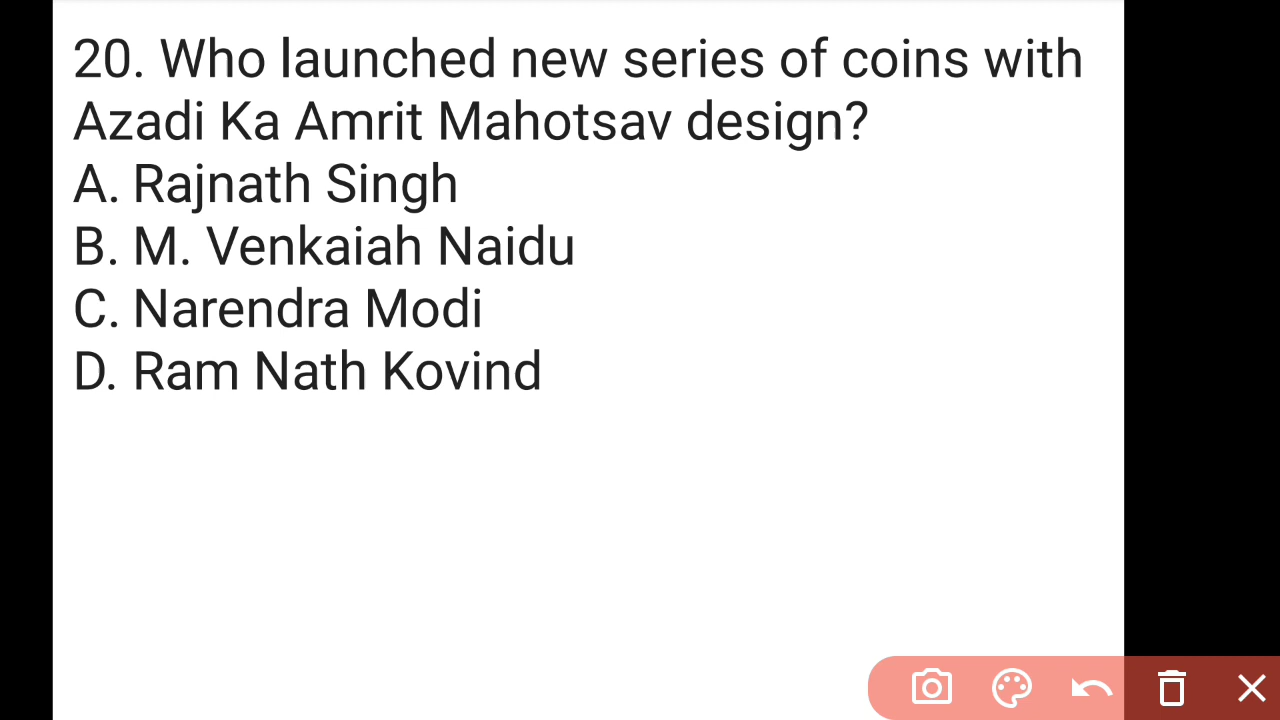 20. Who launched new series of coins with
Azadi Ka Amrit Mahotsav design?
A. Rajnath Singh
B. M. Venkaiah Naidu
C. Narendra Modi
D. Ram Nath Kovind